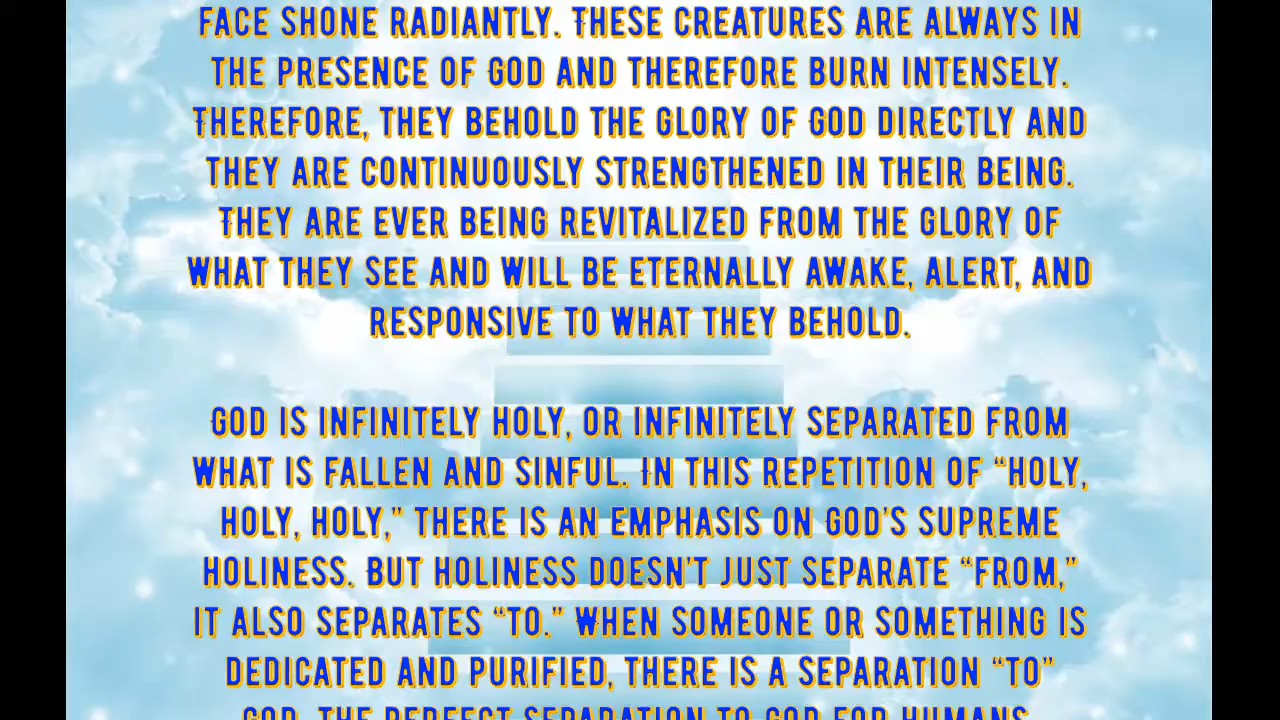 FACE SHONE RADIANTLY. THESE CREATURES ARE ALWAYS IN
THE PRESENCE OF GOD AND THEREFORE BURN INTENSELY.
THEREFORE, THEY BEHOLD THE GLORY OF GOD DIRECTLY AND
THEY ARE CONTINUOUSLY STRENGTHENED IN THEIR BEING.
THEY ARE EVER BEING REVITALIZED FROM THE GLORY OF
WHAT THEY SEE AND WILL BE ETERNALLY AWAKE, ALERT, AND
RESPONSIVE TO WHAT THEY BEHOLD.
GOD IS INFINITELY HOLY, OR INFINITELY SEPARATED FROM
WHAT IS FALLEN AND SINFUL. IN THIS REPETITION OF “HOLY,
HOLY, HOLY,” THERE IS AN EMPHASIS ON GOD'S SUPREME
HOLINESS. BUT HOLINESS DOESN'T JUST SEPARATE “FROM,”
IT ALSO SEPARATES “TO.” WHEN SOMEONE OR SOMETHING IS
DEDICATED AND PURIFIED, THERE IS A SEPARATION “TO”
GOD. THE PERFECT SEPARATION TO GOD FOR HUMANS